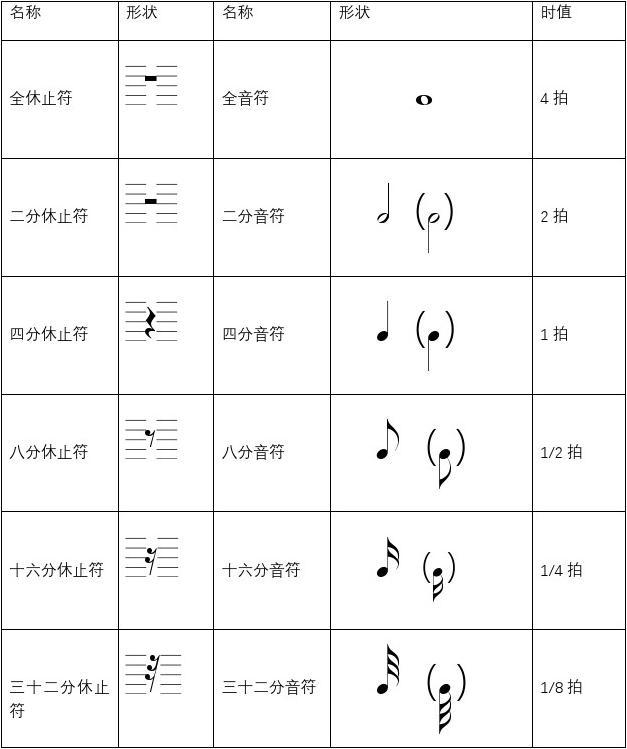 名称 形状 名称 形状 时值
全休止符 全音符 4 拍
二分休止符 二分音符 2 拍
四分休止符 四分音符 1 拍
八分休止符 八分音符 1/2 拍
十六分休止符 十六分音符 1/4 拍
三十二分休止 三十二分音符 1/8 拍
符